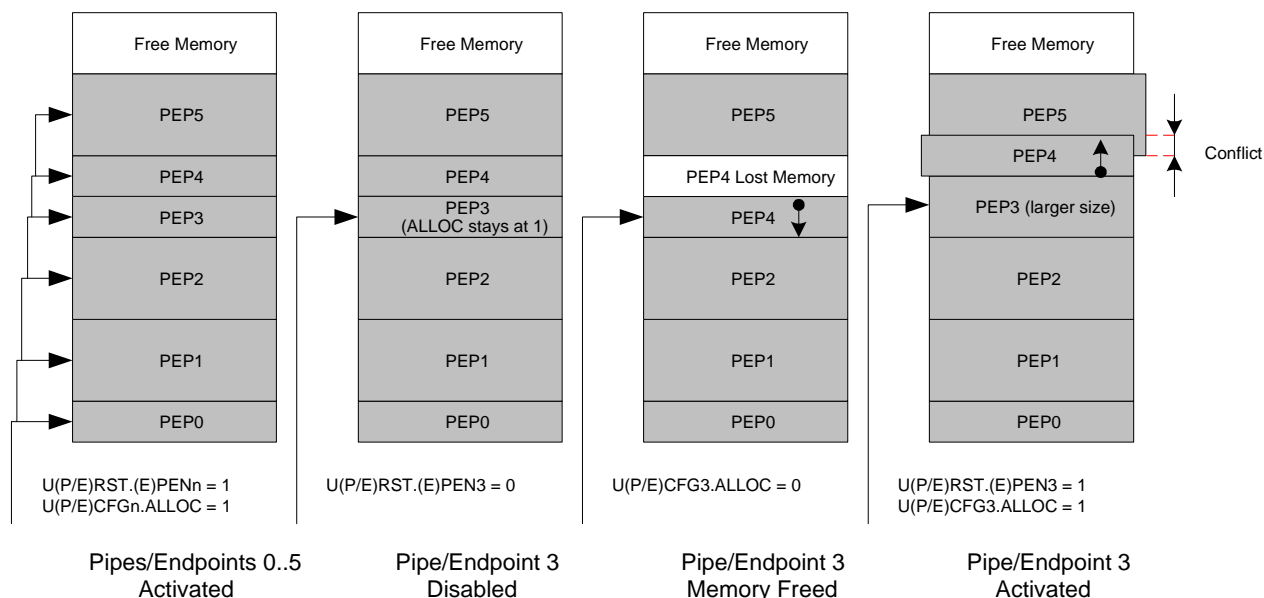 Free Memory
PEP5
PEP4
PEP3
PEP2
PEP1
PEP0
U(P/E)RST.(E)PENn = 1
U(P/E)CFGn.ALLOC = 1
Pipes/Endpoints 0..5
Activated
Free Memory
PEP5
PEP4
PEP3
(ALLOC stays at 1)
PEP2
PEP1
PEP0
U(P/E)RST.(E)PEN3 = 0
Pipe/Endpoint 3
Disabled
Free Memory
PEP5
PEP4 Lost Memory
PEP4
PEP2
PEP1
PEP0
U(P/E)CFG3.ALLOC = 0
Pipe/Endpoint 3
Memory Freed
Free Memory
PEP5
PEP4
Conflict
PEP3 (larger size)
PEP2
PEP1
PEP0
U(P/E)RST.(E)PEN3 = 1
U(P/E)CFG3.ALLOC = 1
Pipe/Endpoint 3
Activated